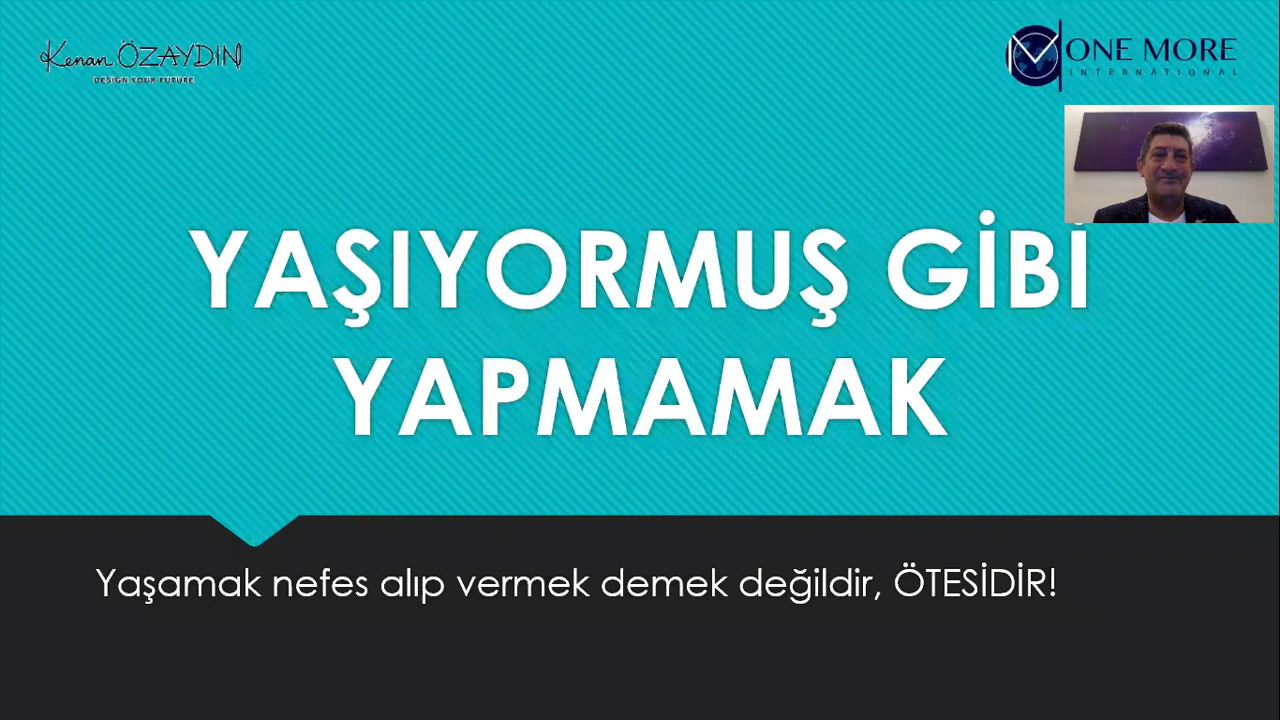 Kenan ÖZAYDIN
DESIGN YOUR FUTURE
ONE MORE
INTERNATIONAL
YAŞIYORMUŞ GİBİ
YAPMAMAK
Yaşamak nefes alıp vermek demek değildir, ÖTESİDİR!